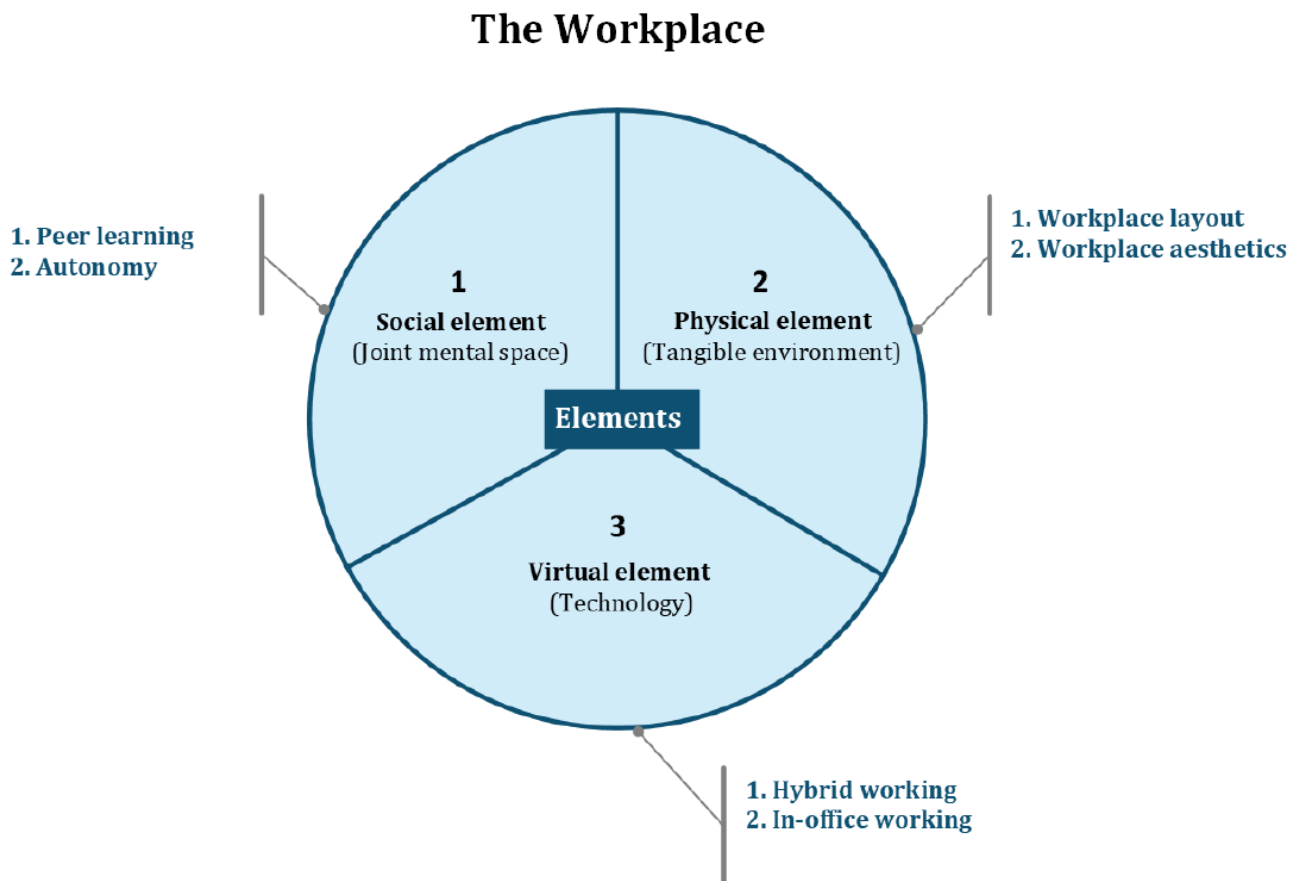 The Workplace
1. Peer learning
2. Autonomy
1. Workplace layout
2. Workplace aesthetics
1
Social element
(Joint mental space)
2
Physical element
(Tangible environment)
Elements
3
Virtual element
(Technology)
1. Hybrid working
2. In-office working